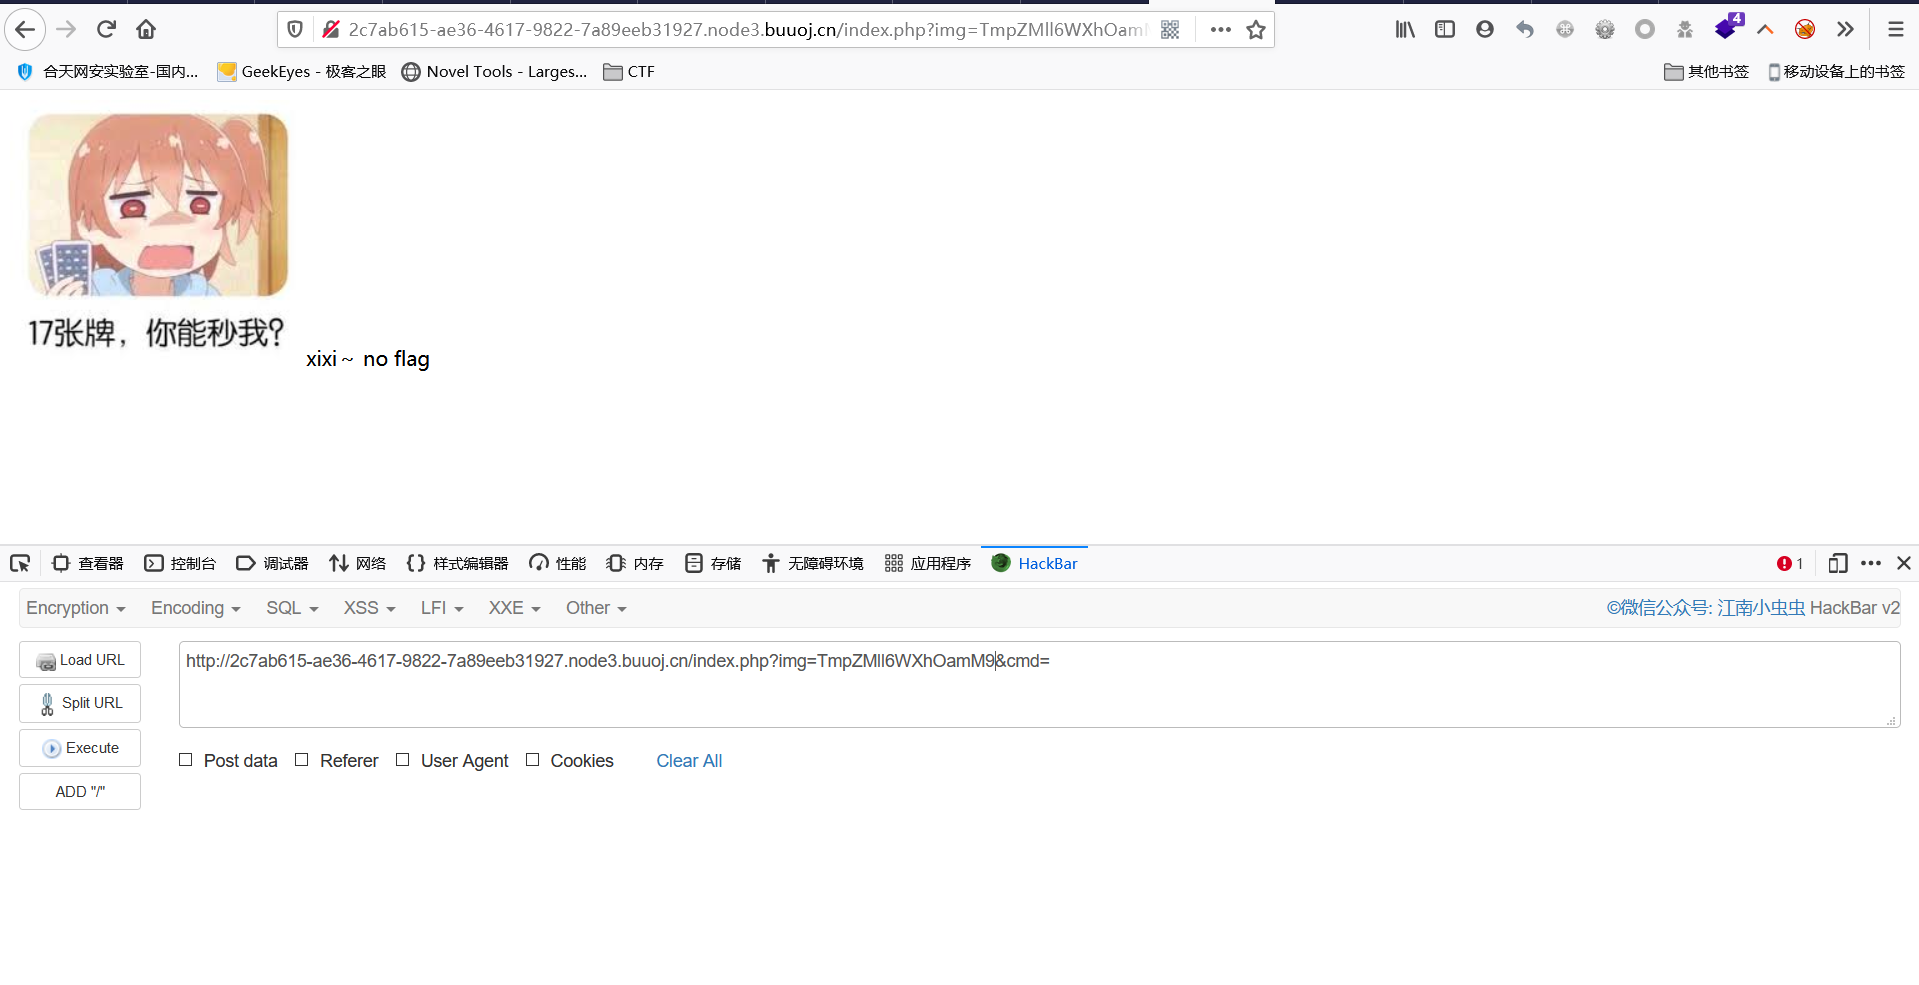 2c7ab615-ae36-4617-9822-7a89eeb31927.node3.buuoj.cn/index.php?img=TmpZMll6WXhOaml
4
合天网安实验室-国内... GeekEyes - 极客之眼 Novel Tools - Larges... CTF 其他书签 移动设备上的书签
17张牌，你能秒我？
xixi～ no flag
查看器 控制台 调试器 网络 样式编辑器 性能 内存 存储 无障碍环境 应用程序 HackBar 1
Encryption Encoding SQL XSS LFI XXE Other ©微信公众号: 江南小虫虫 HackBar v2
Load URL
http://2c7ab615-ae36-4617-9822-7a89eeb31927.node3.buuoj.cn/index.php?img=TmpZMll6WXhOamM9&cmd=
Split URL
Execute
Post data Referer User Agent Cookies Clear All
ADD "/"